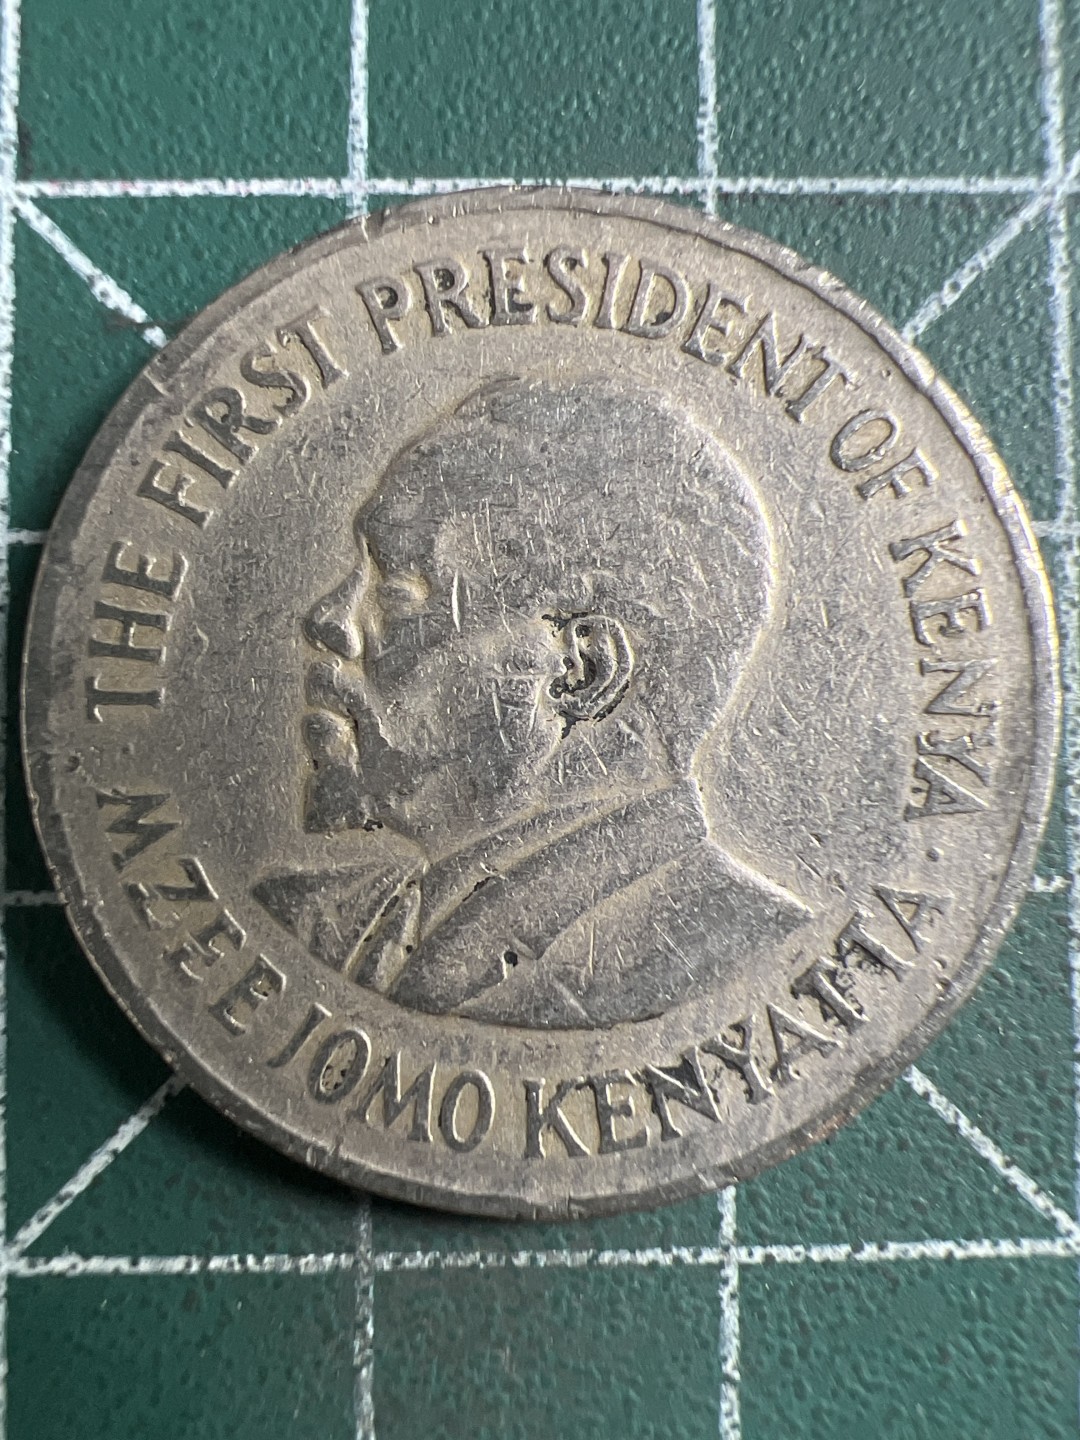 THE FIRST PRESIDENT OF KENYA
MZEE JOMO KENYATTA